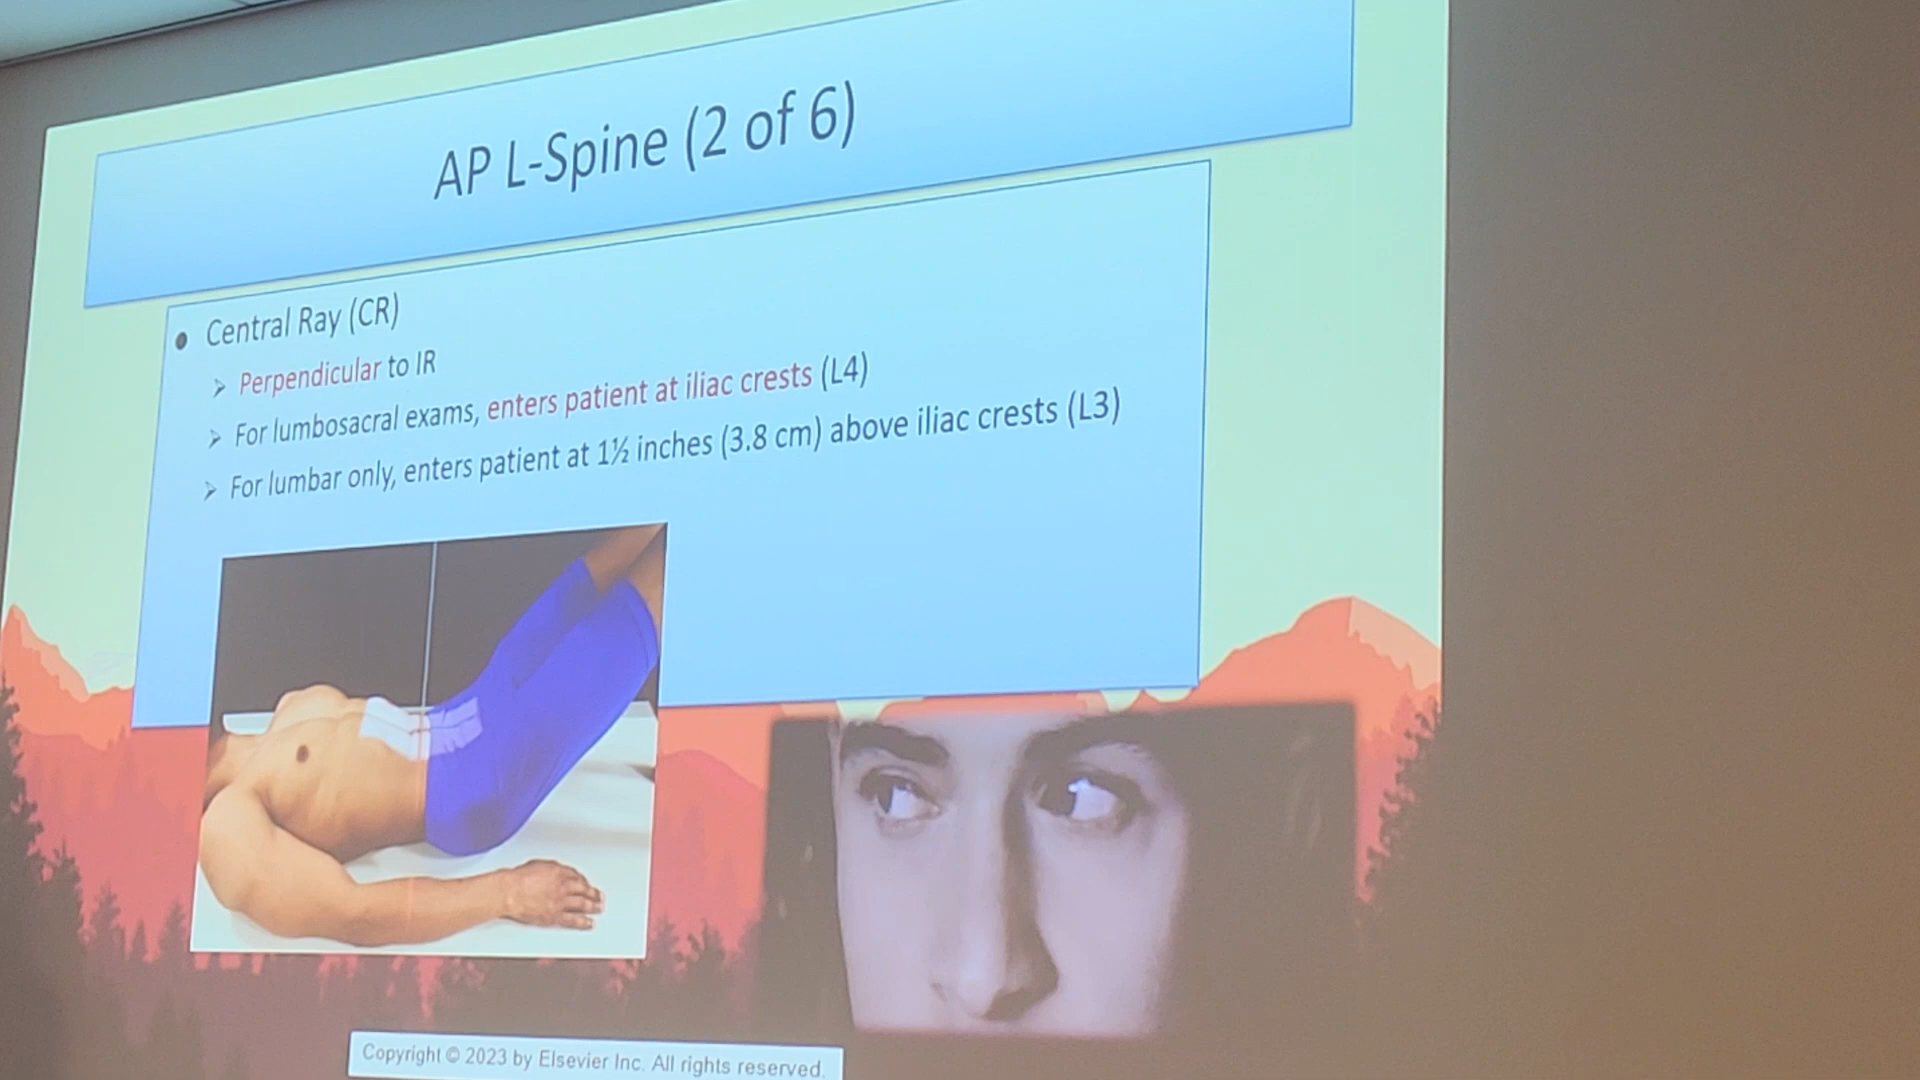 AP L-Spine (2 of 6)
• Central Ray (CR)
➢ Perpendicular to IR
➢ For lumbosacral exams, enters patient at iliac crests (L4)
➢ For lumbar only, enters patient at 1½ inches (3.8 cm) above iliac crests (L3)
Copyright © 2023 by Elsevier Inc. All rights reserved.